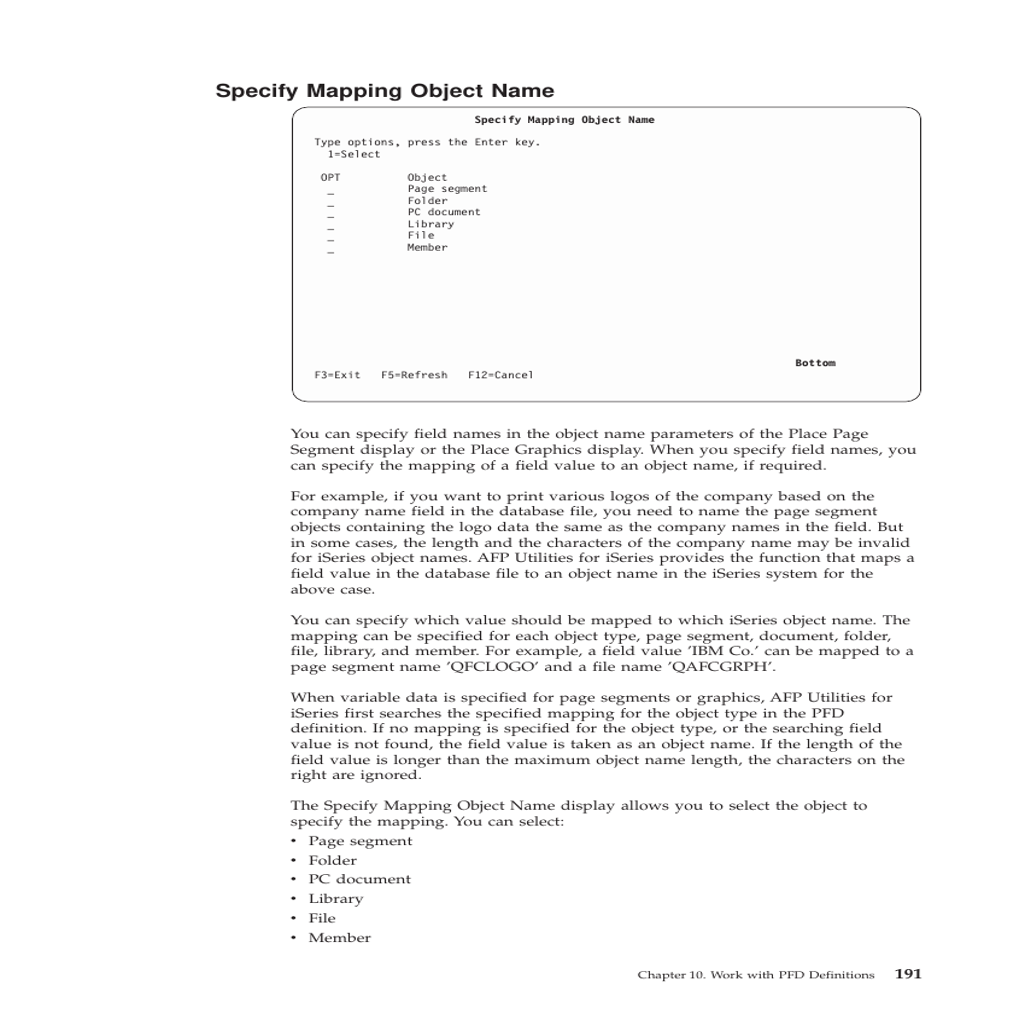 Specify Mapping Object Name
Specify Mapping Object Name
Type options, press the Enter key.
1=Select
OPT Object
_ Page segment
_ Folder
_ PC document
_ Library
_ File
_ Member
Bottom
F3=Exit F5=Refresh F12=Cancel
You can specify field names in the object name parameters of the Place Page
Segment display or the Place Graphics display. When you specify field names, you
can specify the mapping of a field value to an object name, if required.
For example, if you want to print various logos of the company based on the
company name field in the database file, you need to name the page segment
objects containing the logo data the same as the company names in the field. But
in some cases, the length and the characters of the company name may be invalid
for iSeries object names. AFP Utilities for iSeries provides the function that maps a
field value in the database file to an object name in the iSeries system for the
above case.
You can specify which value should be mapped to which iSeries object name. The
mapping can be specified for each object type, page segment, document, folder,
file, library, and member. For example, a field value ’IBM Co.’ can be mapped to a
page segment name ’QFCLOGO’ and a file name ’QAFCGRPH’.
When variable data is specified for page segments or graphics, AFP Utilities for
iSeries first searches the specified mapping for the object type in the PFD
definition. If no mapping is specified for the object type, or the searching field
value is not found, the field value is taken as an object name. If the length of the
field value is longer than the maximum object name length, the characters on the
right are ignored.
The Specify Mapping Object Name display allows you to select the object to
specify the mapping. You can select:
• Page segment
• Folder
• PC document
• Library
• File
• Member
Chapter 10. Work with PFD Definitions 191